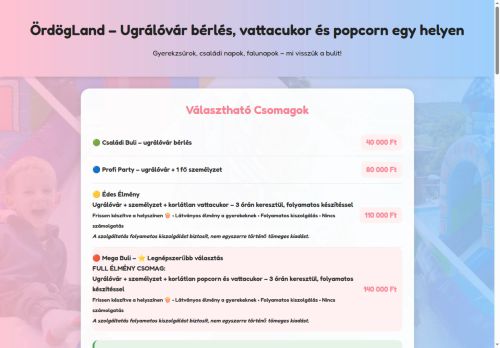 ÖrdögLand – Ugrálóvár bérlés, vattacukor és popcorn egy helyen
Gyerekzsúrok, családi napok, falunapok – mi visszük a bulit!
Választható Csomagok
🟢 Családi Buli – ugrálóvár bérlés
40 000 Ft
🔵 Profi Party – ugrálóvár + 1 fő személyzet
80 000 Ft
🟡 Édes Élmény
Ugrálóvár + személyzet + korlátlan vattacukor – 3 órán keresztül, folyamatos készítéssel
Frissen készítve a helyszínen 🍿 • Látványos élmény a gyerekeknek • Folyamatos kiszolgálás • Nincs
számolgatás
A szolgáltatás folyamatos kiszolgálást biztosít, nem egyszerre történő tömeges kiadást.
110 000 Ft
🔴 Mega Buli – ⭐ Legnépszerűbb választás
FULL ÉLMÉNY CSOMAG:
Ugrálóvár + személyzet + korlátlan popcorn és vattacukor – 3 órán keresztül, folyamatos
készítéssel
Frissen készítve a helyszínen 🍿 • Látványos élmény a gyerekeknek • Folyamatos kiszolgálás • Nincs
számolgatás
A szolgáltatás folyamatos kiszolgálást biztosít, nem egyszerre történő tömeges kiadást.
140 000 Ft